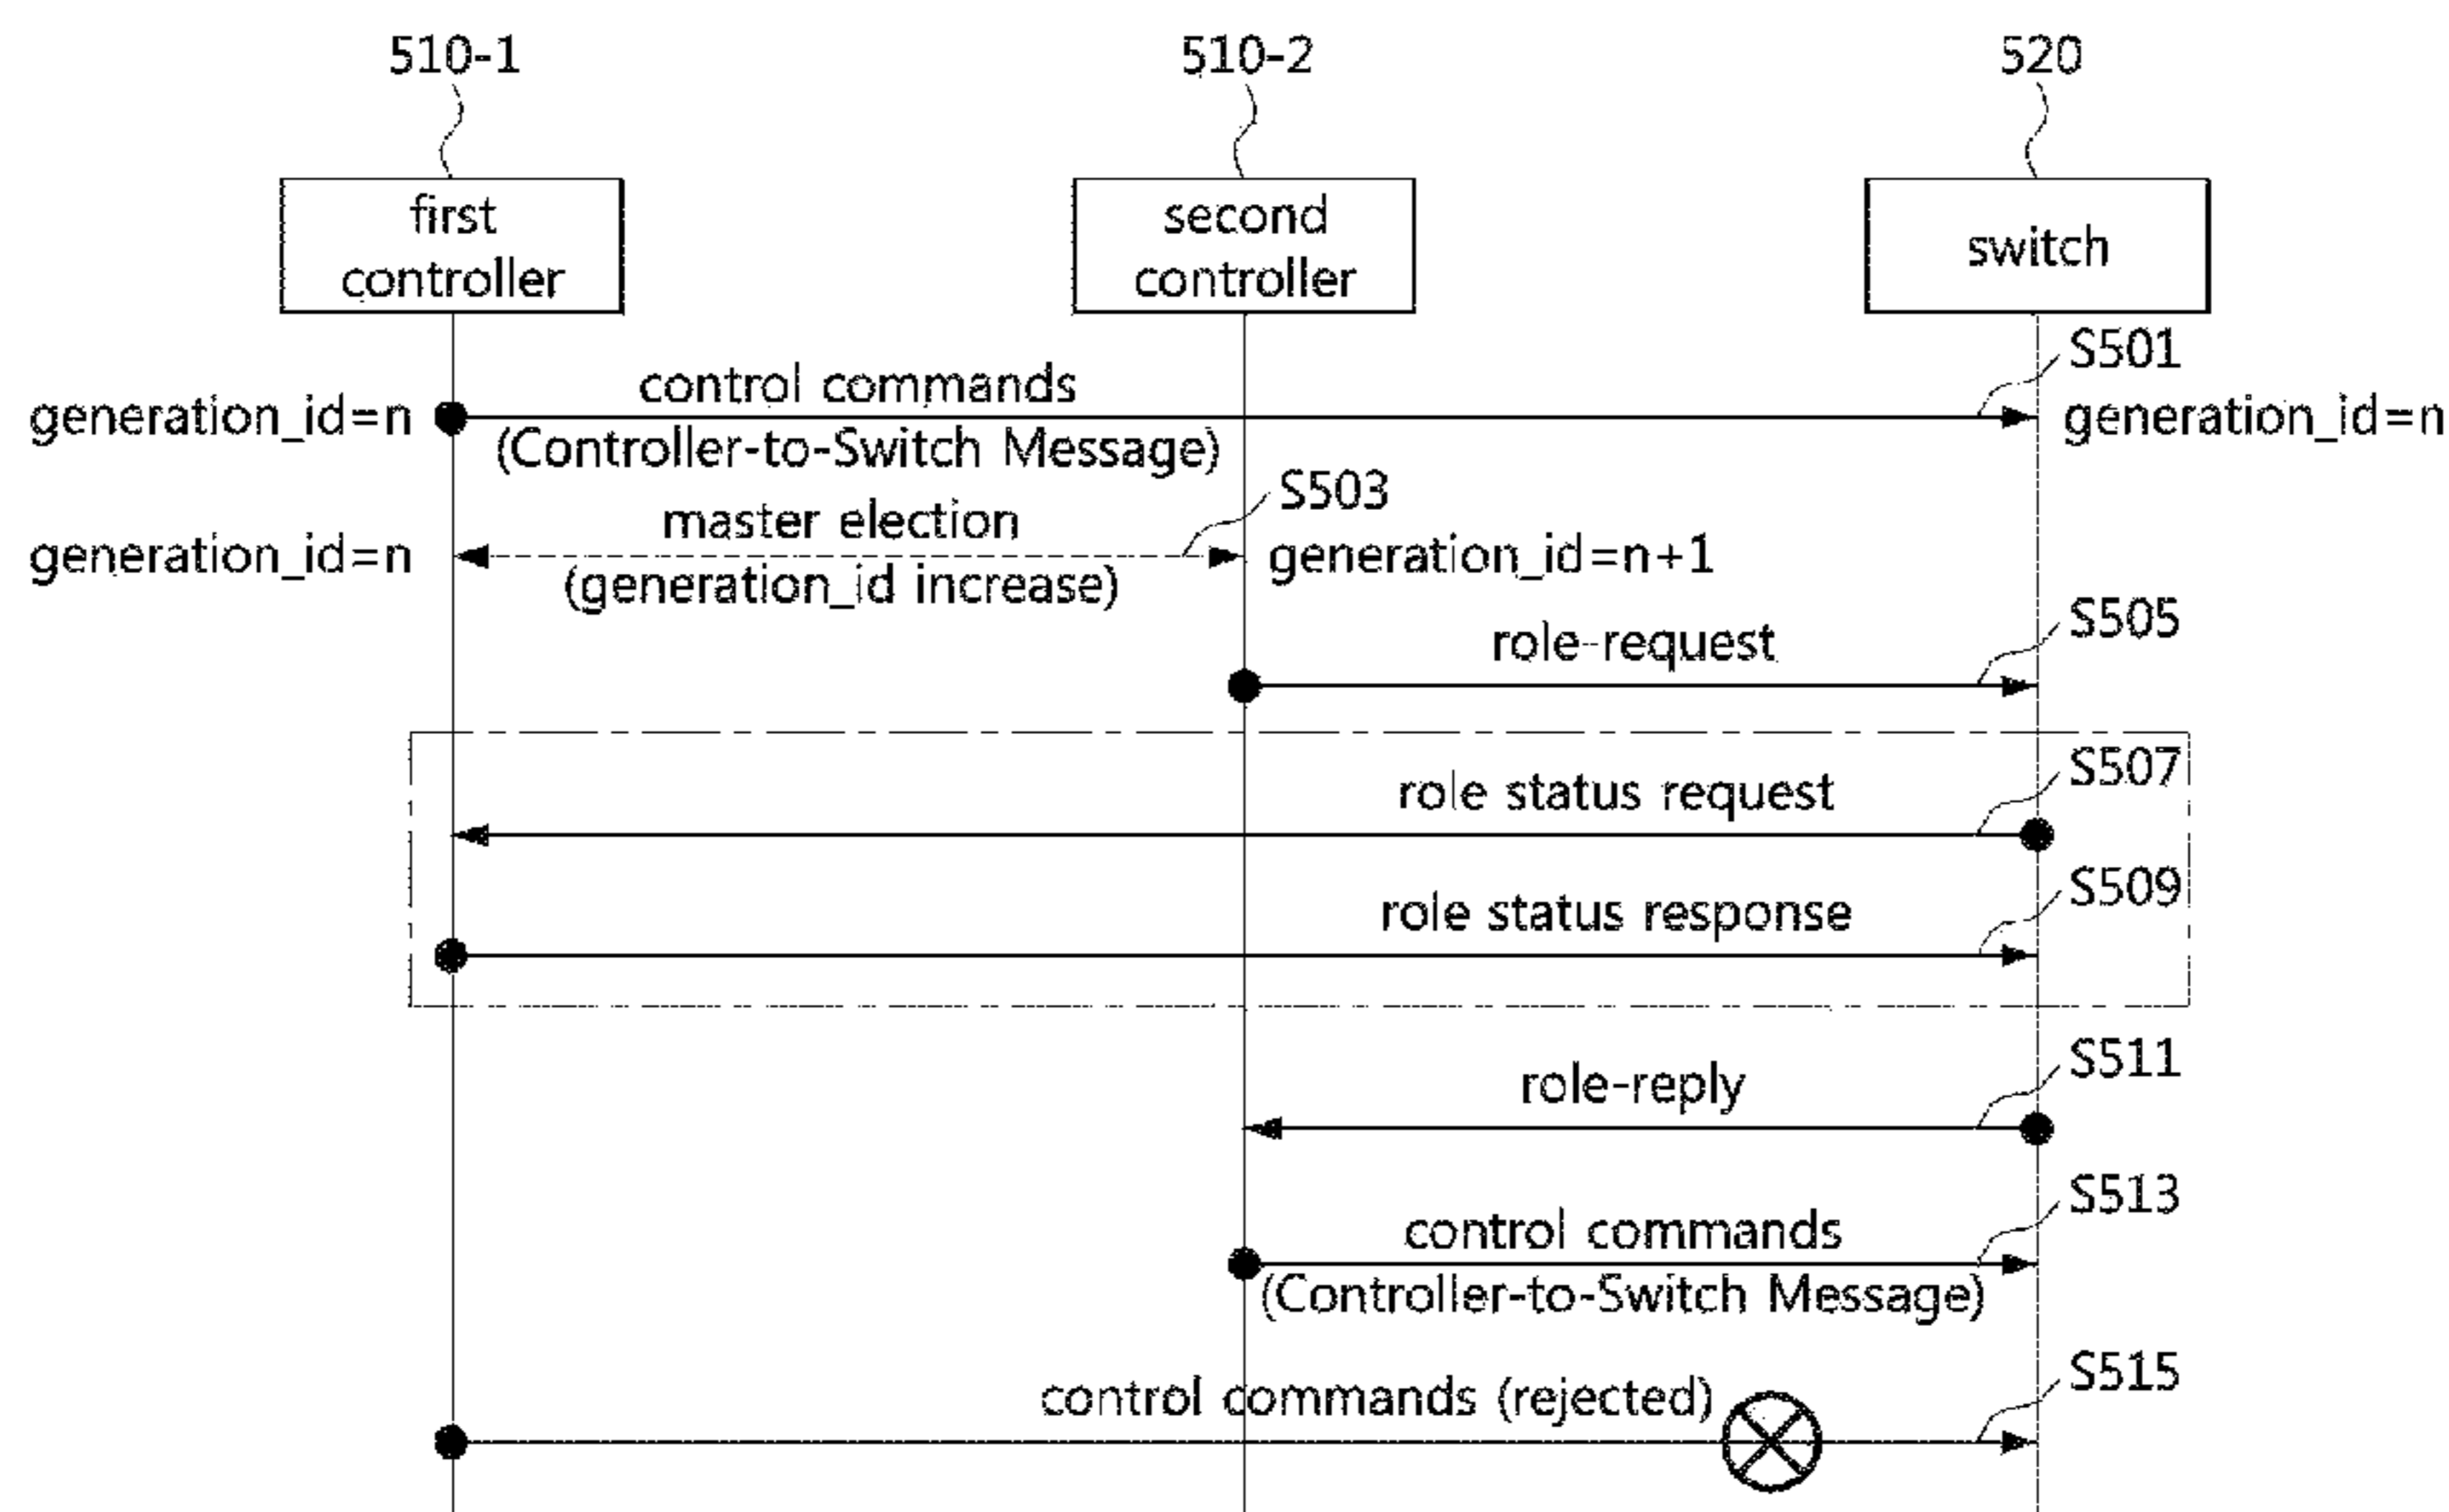 510-1
510-2
520
first
controller
second
controller
switch
S501
control commands
generation_id=n
generation_id=n
(Controller-to-Switch Message)
S503
master election
generation_id=n
generation_id=n+1
(generation_id increase)
S505
role-request
S507
role status request
S509
role status response
S511
role-reply
S513
control commands
(Controller-to-Switch Message)
S515
control commands (rejected)